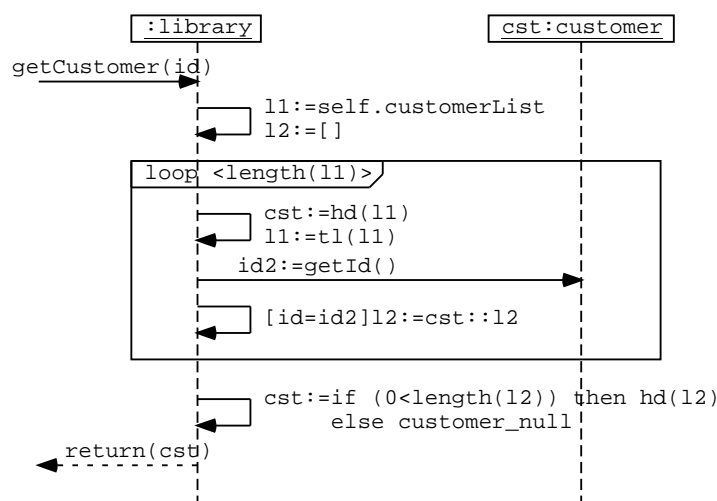 :library
cst:customer
getCustomer(id)
l1:=self.customerList
l2:=[]
loop <length(l1)>
cst:=hd(l1)
l1:=tl(l1)
id2:=getId()
[id=id2]l2:=cst::l2
cst:=if (0<length(l2)) then hd(l2)
else customer_null
return(cst)